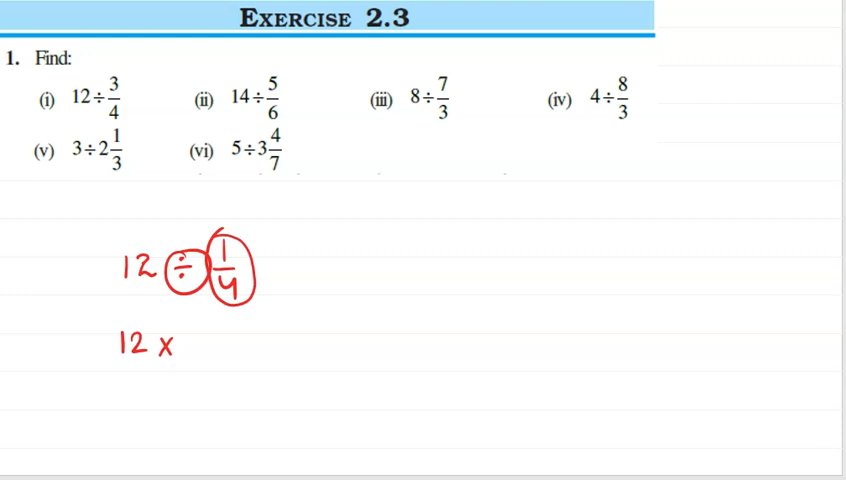 EXERCISE 2.3
1. Find:
(i) 12÷3/4 (ii) 14÷5/6 (iii) 8÷7/3 (iv) 4÷8/3
(v) 3÷2 1/3 (vi) 5÷3 4/7
12 ÷ 1/4
12 ×